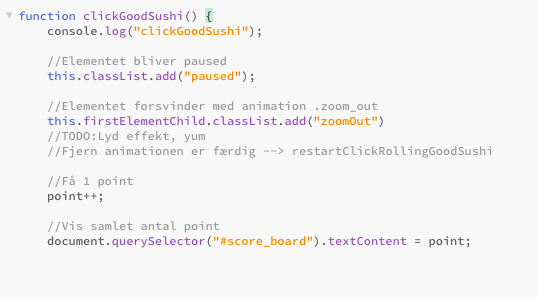 function clickGoodSushi() {
console.log("clickGoodSushi");
//Elementet bliver paused
this.classList.add("paused");
//Elementet forsvinder med animation .zoom_out
this.firstElementChild.classList.add("zoomOut")
//TODO:Lyd effekt, yum
//Fjern animationen er færdig --> restartClickRollingGoodSushi
//Få 1 point
point++;
//Vis samlet antal point
document.querySelector("#score_board").textContent = point;